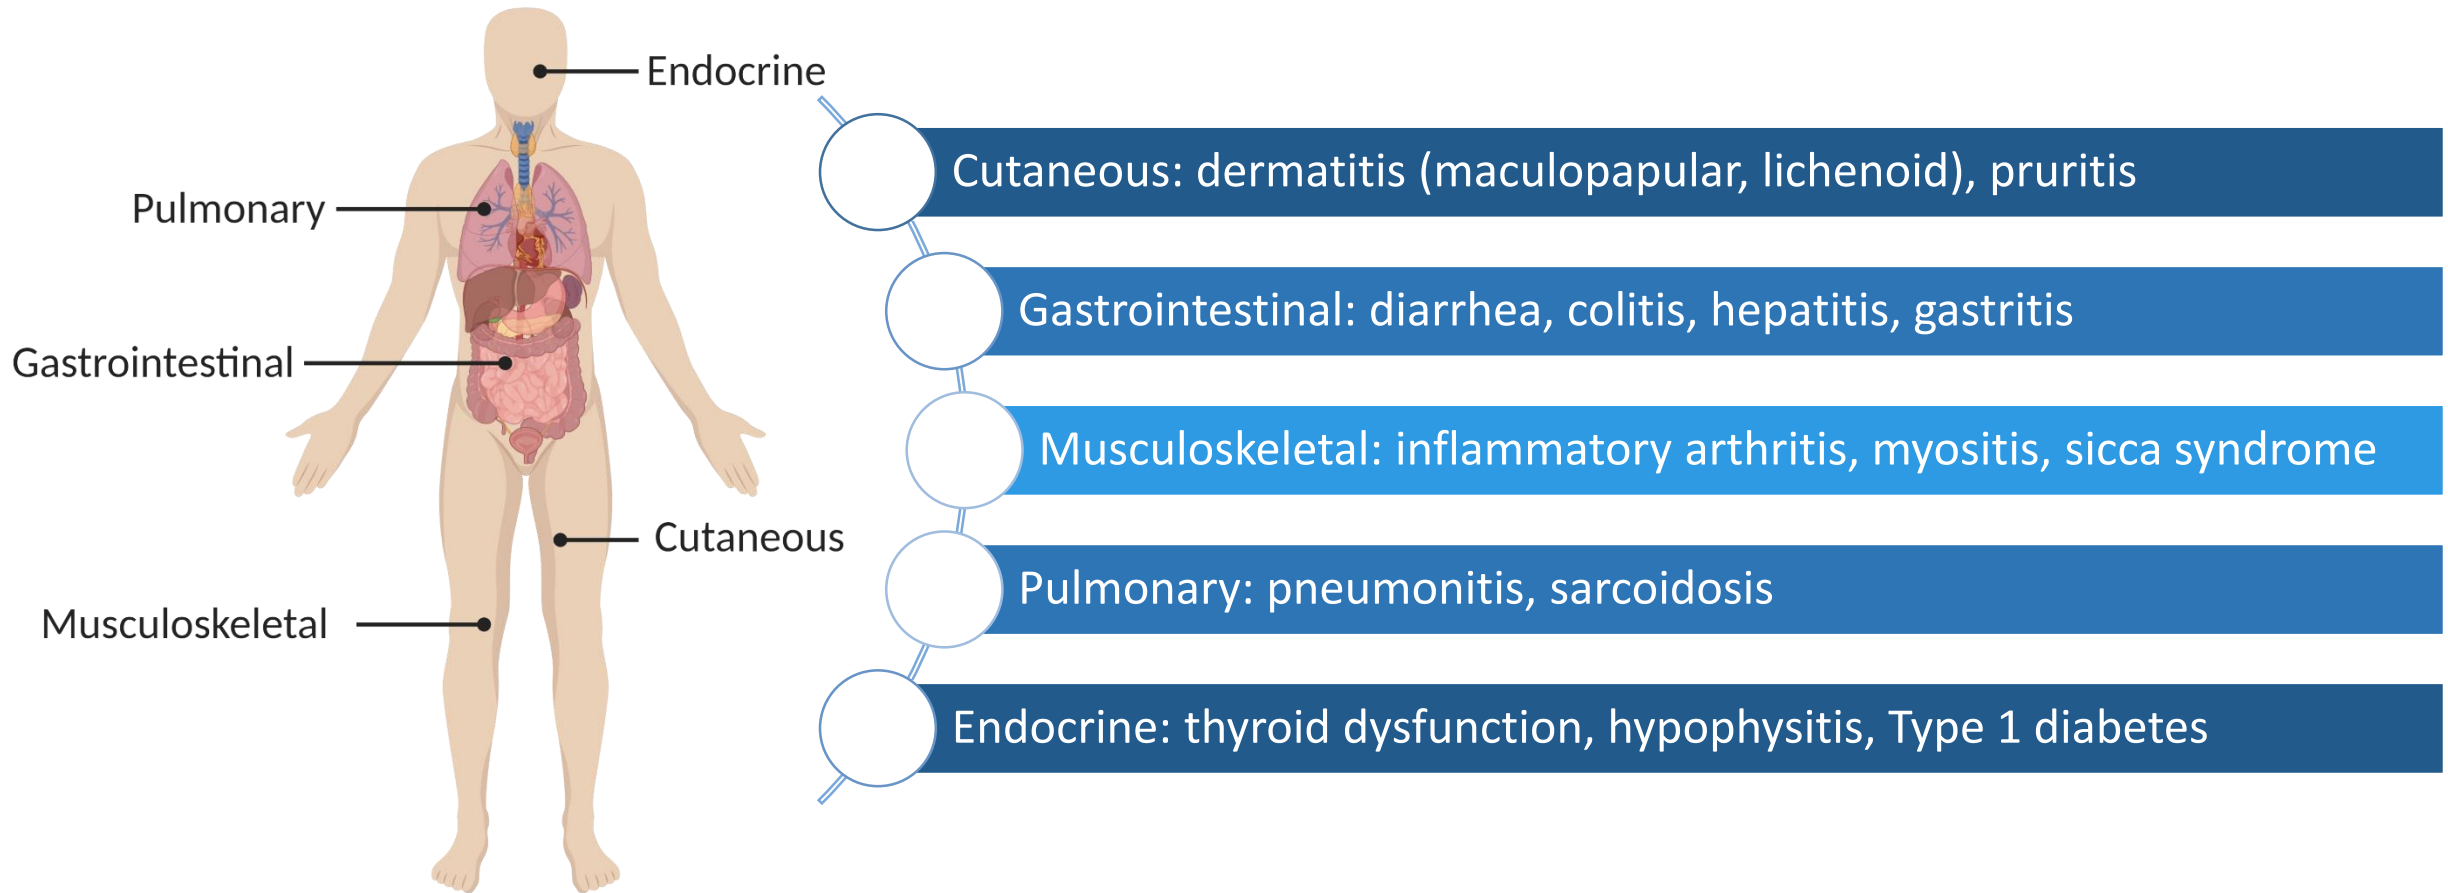 Endocrine
Pulmonary
Gastrointestinal
Cutaneous
Musculoskeletal
Cutaneous: dermatitis (maculopapular, lichenoid), pruritis
Gastrointestinal: diarrhea, colitis, hepatitis, gastritis
Musculoskeletal: inflammatory arthritis, myositis, sicca syndrome
Pulmonary: pneumonitis, sarcoidosis
Endocrine: thyroid dysfunction, hypophysitis, Type 1 diabetes